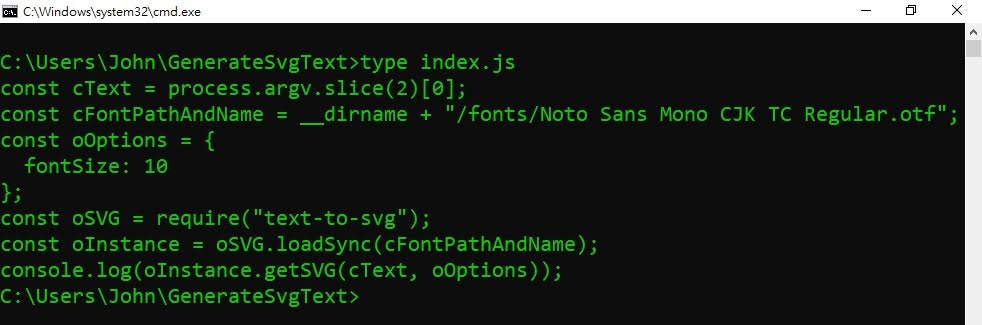 C:\Windows\system32\cmd.exe
C:\Users\John\GenerateSvgText>type index.js
const cText = process.argv.slice(2)[0];
const cFontPathAndName = __dirname + "/fonts/Noto Sans Mono CJK TC Regular.otf";
const oOptions = {
  fontSize: 10
};
const oSVG = require("text-to-svg");
const oInstance = oSVG.loadSync(cFontPathAndName);
console.log(oInstance.getSVG(cText, oOptions));
C:\Users\John\GenerateSvgText>